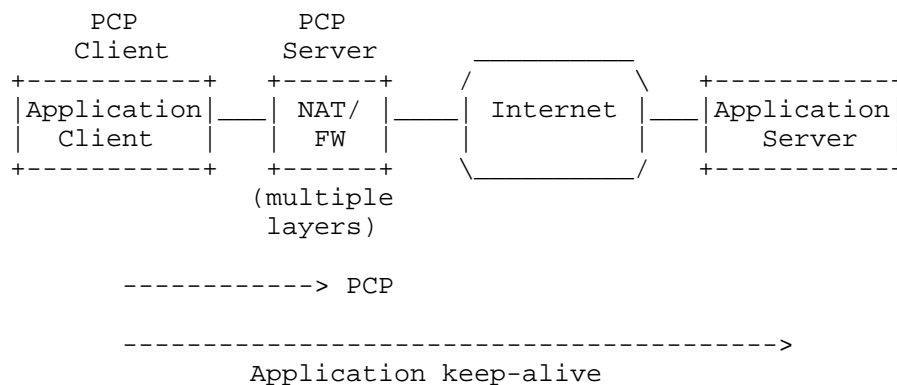 PCP PCP
Client Server
Application NAT/ Internet Application
Client FW Server
(multiple
layers)
PCP
Application keep-alive